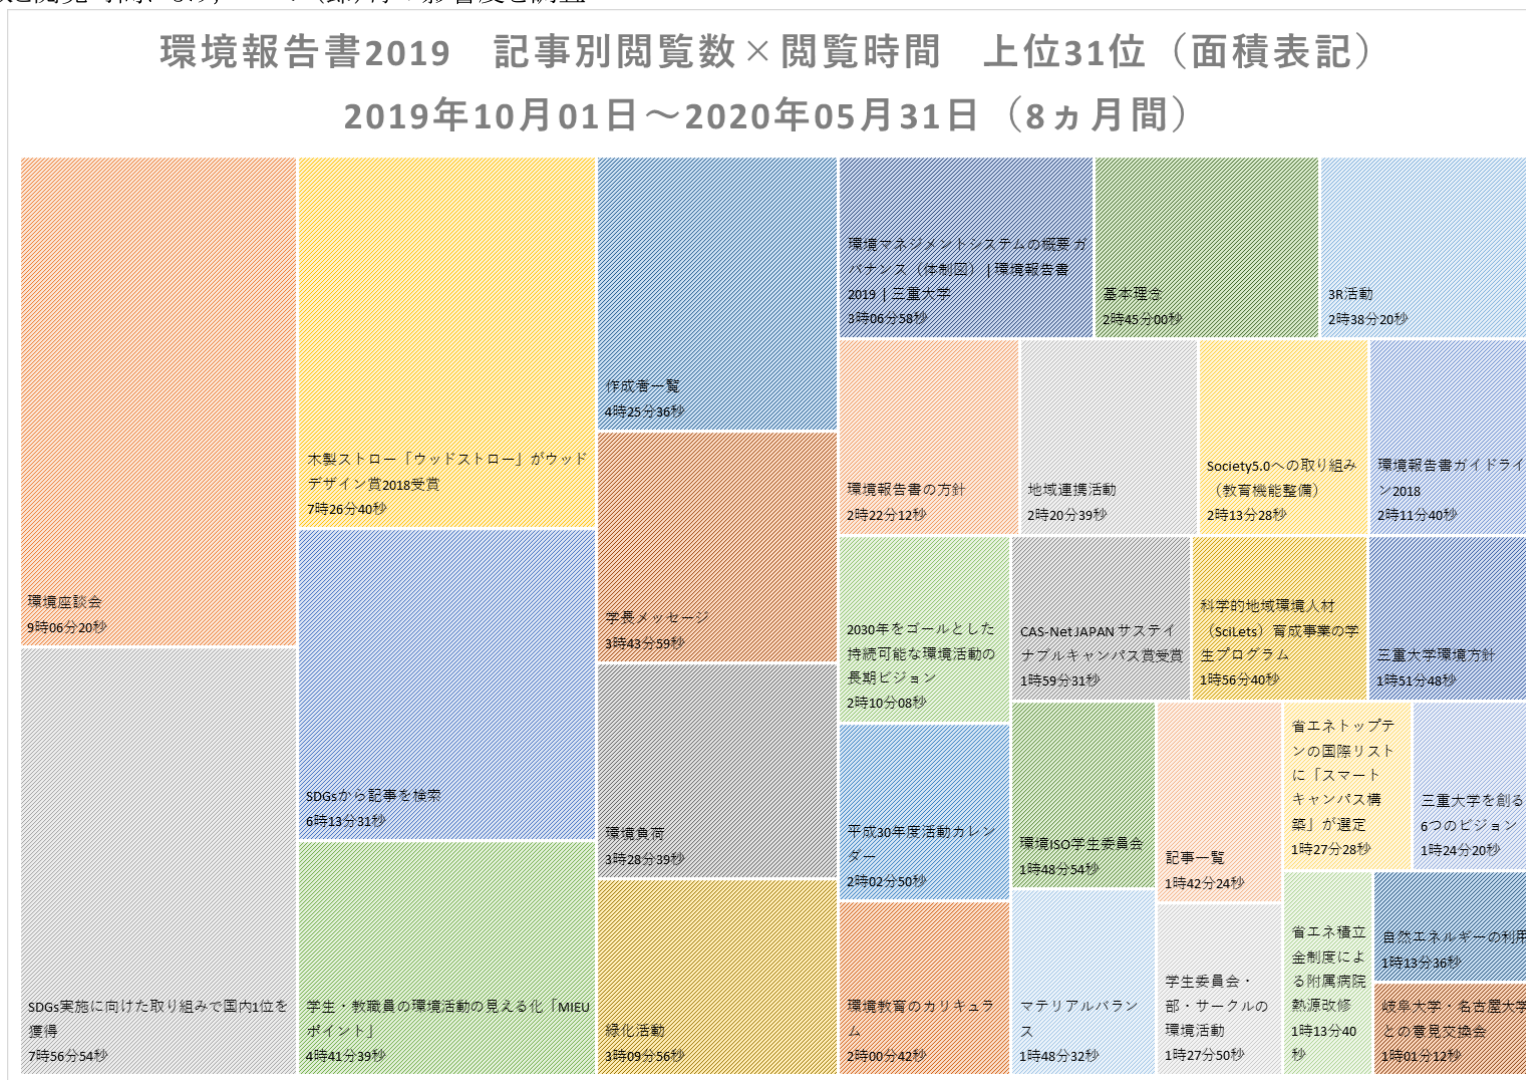 環境報告書2019　記事別閲覧数×閲覧時間　上位31位（面積表記）
2019年10月01日～2020年05月31日（8ヵ月間）
環境座談会
9時06分20秒
SDGs実施に向けた取り組みで国内1位を
獲得
7時56分54秒
木製ストロー「ウッドストロー」がウッド
デザイン賞2018受賞
7時26分40秒
SDGsから記事を検索
6時13分31秒
学生・教職員の環境活動の見える化「MIEU
ポイント」
4時41分39秒
作成者一覧
4時25分36秒
学長メッセージ
3時43分59秒
環境負荷
3時28分39秒
緑化活動
3時09分56秒
環境マネジメントシステムの概要 ガ
バナンス（体制図） | 環境報告書
2019 | 三重大学
3時06分58秒
基本理念
2時45分00秒
3R活動
2時38分20秒
環境報告書の方針
2時22分12秒
地域連携活動
2時20分39秒
Society5.0への取り組み
（教育機能整備）
2時13分28秒
環境報告書ガイドライ
ン2018
2時11分40秒
2030年をゴールとした
持続可能な環境活動の
長期ビジョン
2時10分08秒
平成30年度活動カレン
ダー
2時02分50秒
環境教育のカリキュラ
ム
2時00分42秒
CAS-Net JAPAN サステイ
ナブルキャンパス賞受賞
1時59分31秒
科学的地域環境人材
（SciLets）育成事業の学
生プログラム
1時56分40秒
三重大学環境方針
1時51分48秒
環境ISO学生委員会
1時48分54秒
マテリアルバラン
ス
1時48分32秒
記事一覧
1時42分24秒
学生委員会・
部・サークルの
環境活動
1時27分50秒
省エネトップテ
ンの国際リスト
に「スマート
キャンパス構
築」が選定
1時27分28秒
三重大学を創る
6つのビジョン
1時24分20秒
省エネ積立
金制度によ
る附属病院
熱源改修
1時13分40
秒
自然エネルギーの利用
1時13分36秒
岐阜大学・名古屋大学
との意見交換会
1時01分12秒